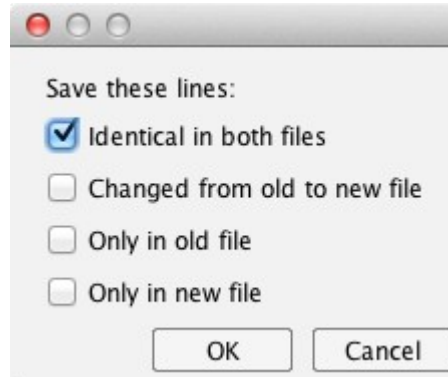 Save these lines:
Identical in both files
Changed from old to new file
Only in old file
Only in new file
OK Cancel